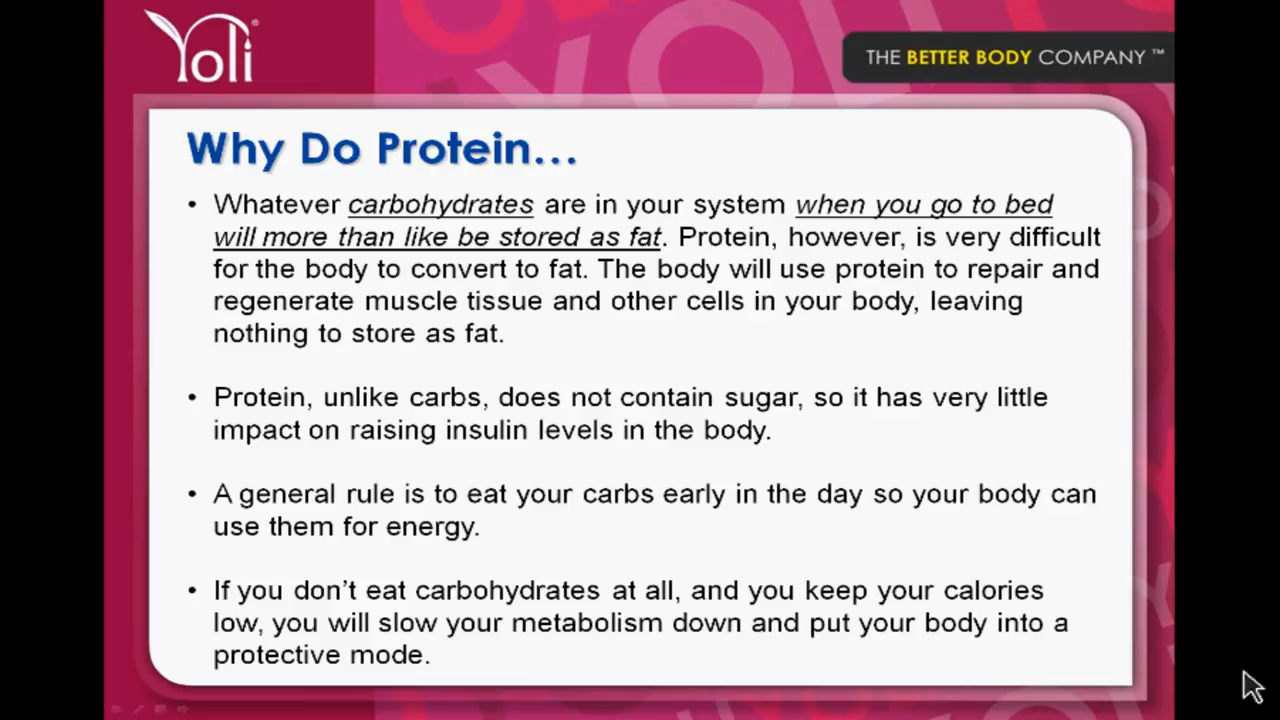 Yoli®
THE BETTER BODY COMPANY ™
Why Do Protein...
• Whatever carbohydrates are in your system when you go to bed
will more than like be stored as fat. Protein, however, is very difficult
for the body to convert to fat. The body will use protein to repair and
regenerate muscle tissue and other cells in your body, leaving
nothing to store as fat.
• Protein, unlike carbs, does not contain sugar, so it has very little
impact on raising insulin levels in the body.
• A general rule is to eat your carbs early in the day so your body can
use them for energy.
• If you don’t eat carbohydrates at all, and you keep your calories
low, you will slow your metabolism down and put your body into a
protective mode.